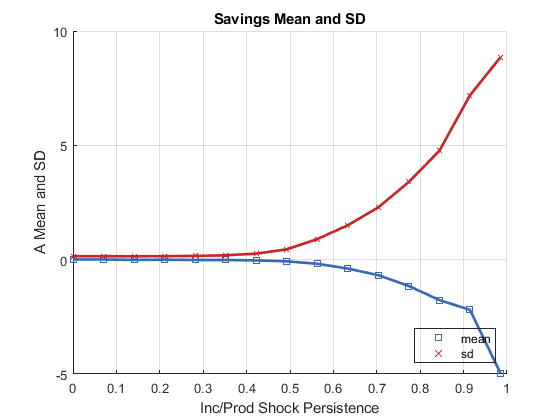 Savings Mean and SD
10
5
0
-5
A Mean and SD
0 0.1 0.2 0.3 0.4 0.5 0.6 0.7 0.8 0.9 1
Inc/Prod Shock Persistence
mean
sd